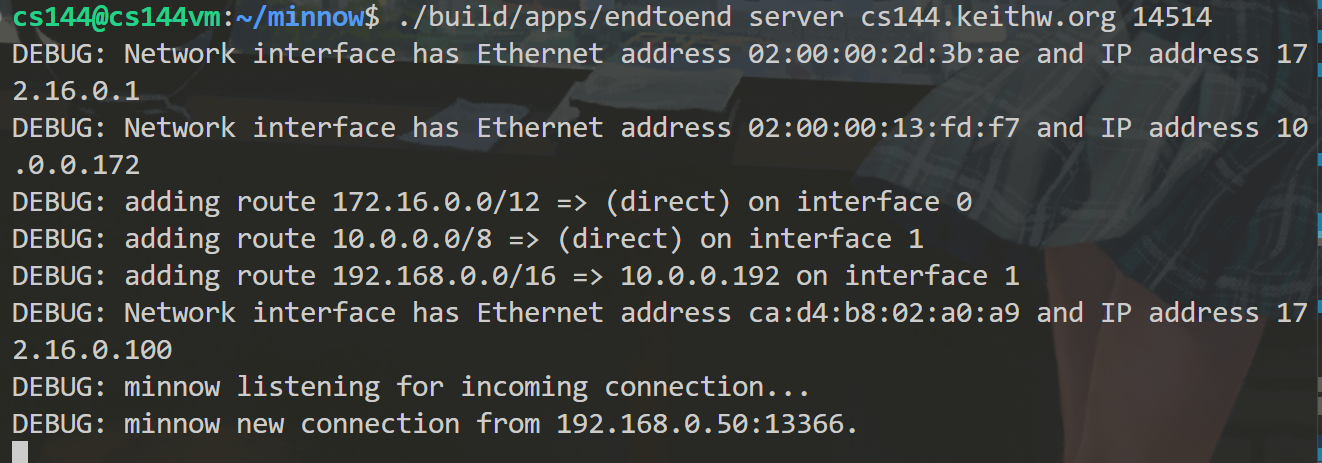 cs144@cs144vm:~/minnow$ ./build/apps/endtoend server cs144.keithw.org 14514
DEBUG: Network interface has Ethernet address 02:00:00:2d:3b:ae and IP address 17
2.16.0.1
DEBUG: Network interface has Ethernet address 02:00:00:13:fd:f7 and IP address 10
.0.0.172
DEBUG: adding route 172.16.0.0/12 => (direct) on interface 0
DEBUG: adding route 10.0.0.0/8 => (direct) on interface 1
DEBUG: adding route 192.168.0.0/16 => 10.0.0.192 on interface 1
DEBUG: Network interface has Ethernet address ca:d4:b8:02:a0:a9 and IP address 17
2.16.0.100
DEBUG: minnow listening for incoming connection...
DEBUG: minnow new connection from 192.168.0.50:13366.